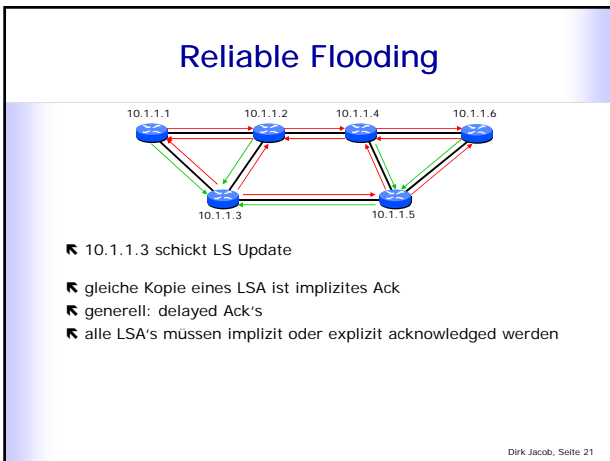 Reliable Flooding
10.1.1.1
10.1.1.2
10.1.1.4
10.1.1.6
10.1.1.3
10.1.1.5
10.1.1.3 schickt LS Update
gleiche Kopie eines LSA ist implizites Ack
generell: delayed Ack's
alle LSA's müssen implizit oder explizit acknowledged werden
Dirk Jacob, Seite 21